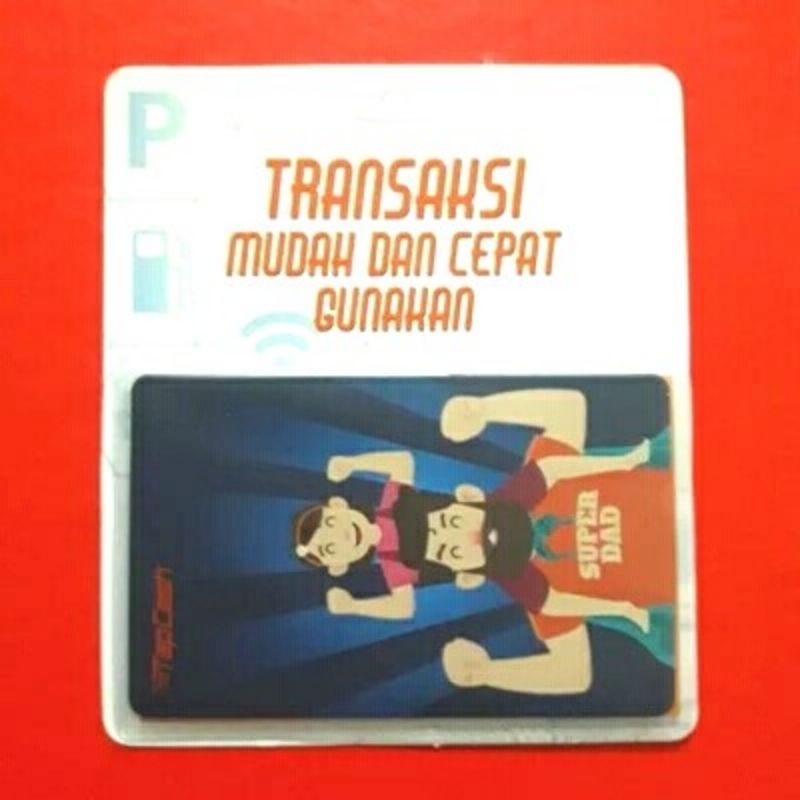 P
TRANSAKSI
MUDAH DAN CEPAT
GUNAKAN
TapCash
SUPER
DAD